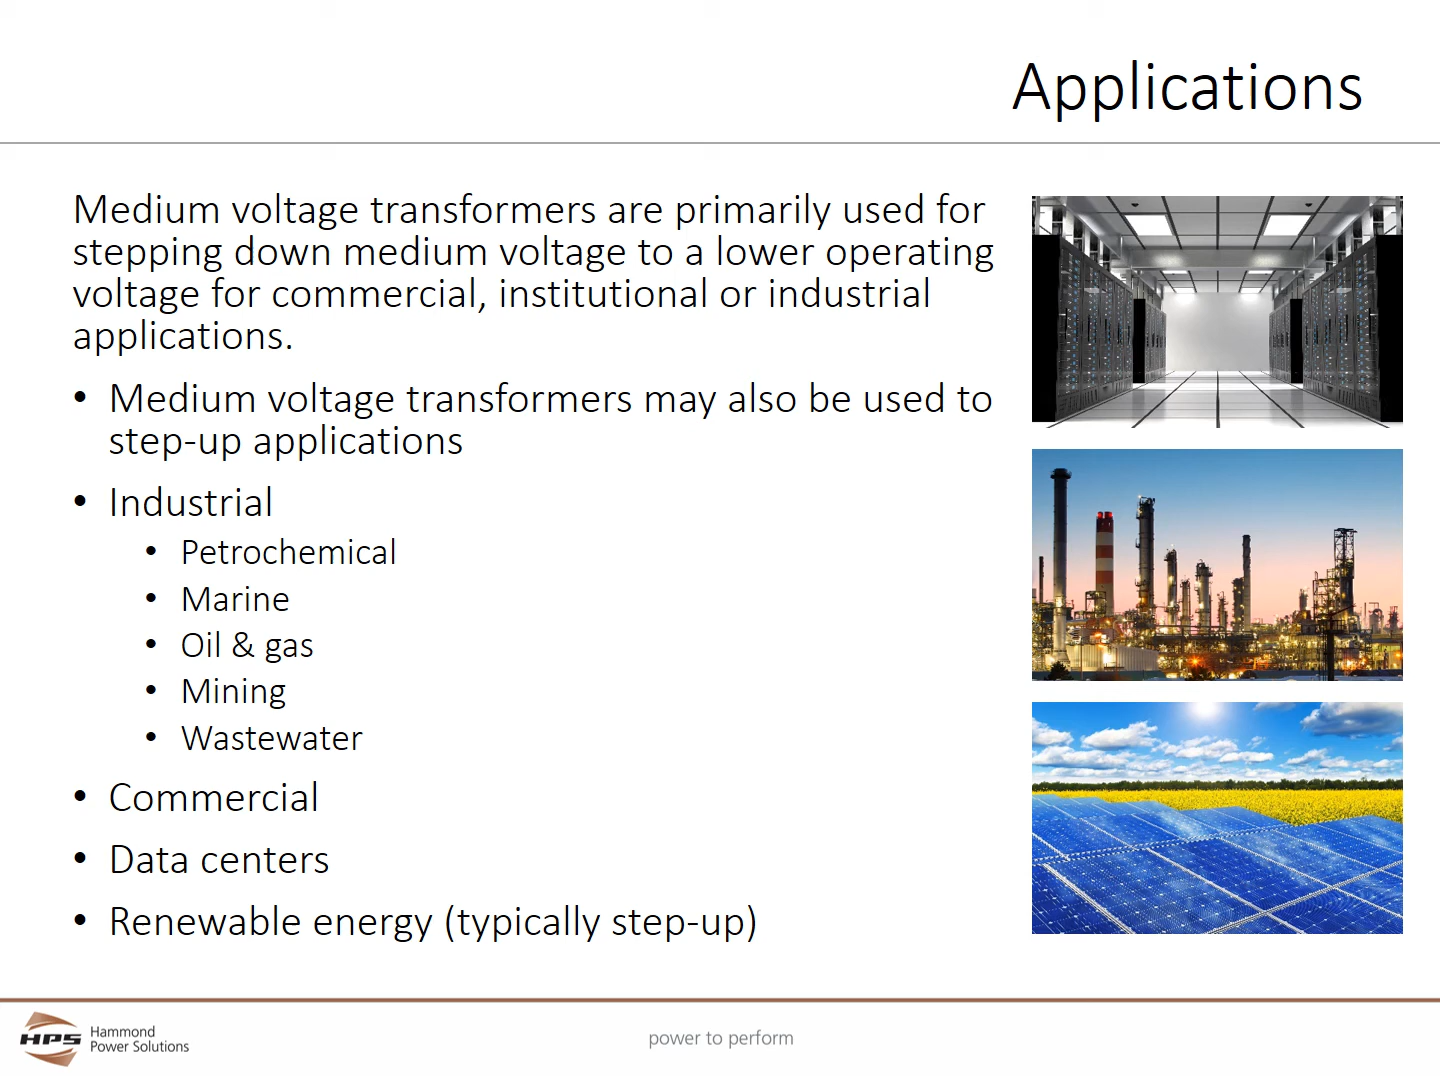 Applications
Medium voltage transformers are primarily used for
stepping down medium voltage to a lower operating
voltage for commercial, institutional or industrial
applications.
• Medium voltage transformers may also be used to
step-up applications
• Industrial
• Petrochemical
• Marine
• Oil & gas
• Mining
• Wastewater
• Commercial
• Data centers
• Renewable energy (typically step-up)
HPS
Hammond
Power Solutions
power to perform